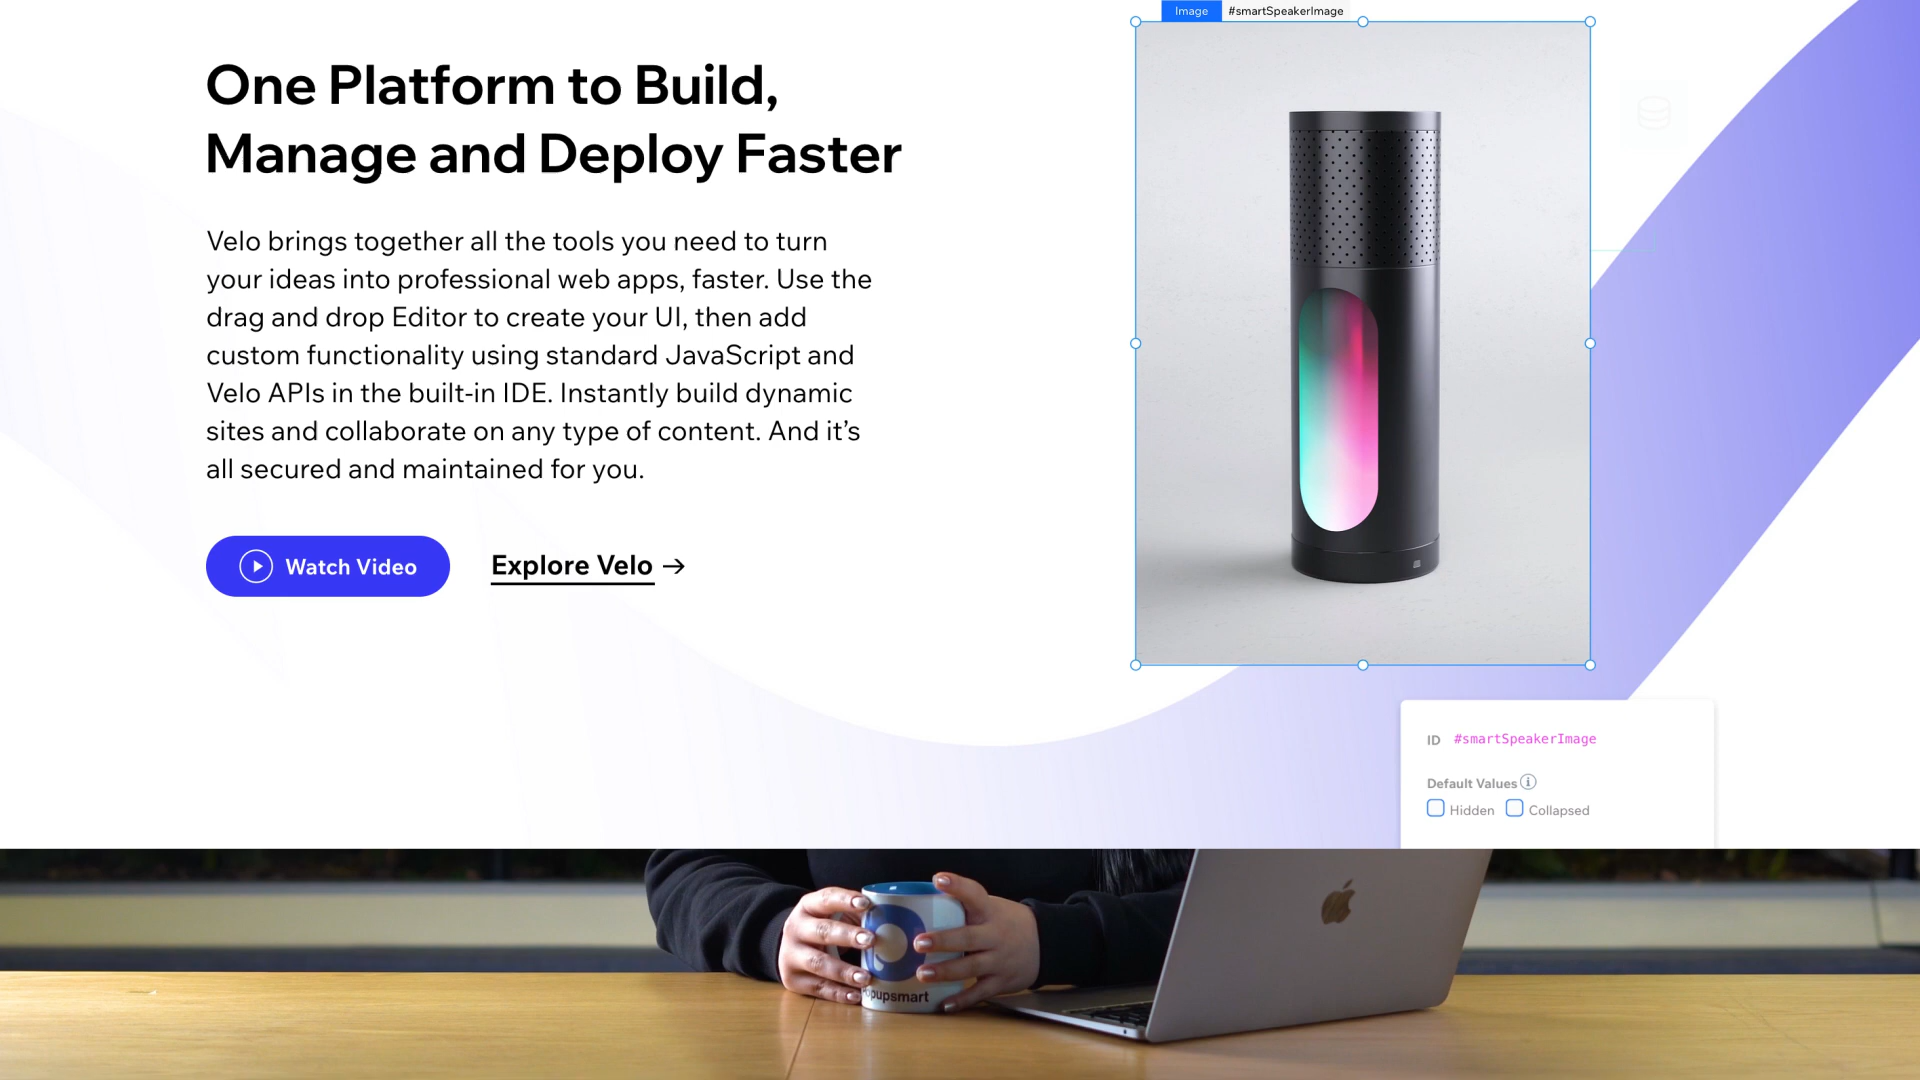 Image #smartSpeakerImage
One Platform to Build,
Manage and Deploy Faster
Velo brings together all the tools you need to turn
your ideas into professional web apps, faster. Use the
drag and drop Editor to create your UI, then add
custom functionality using standard JavaScript and
Velo APIs in the built-in IDE. Instantly build dynamic
sites and collaborate on any type of content. And it’s
all secured and maintained for you.
Watch Video
Explore Velo →
ID #smartSpeakerImage
Default Values
Hidden Collapsed
popupsmart